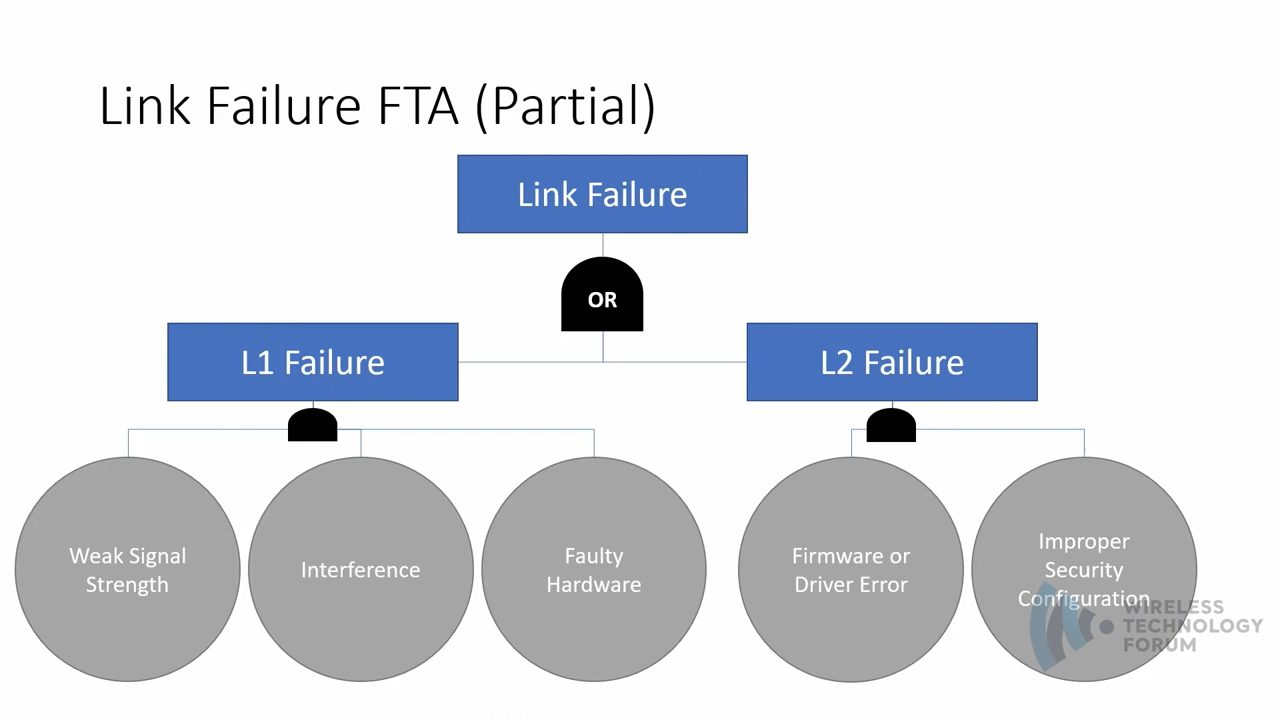 Link Failure FTA (Partial)
Link Failure
OR
L1 Failure
L2 Failure
Weak Signal
Strength
Interference
Faulty
Hardware
Firmware or
Driver Error
Improper
Security
Configuration
WIRELESS
TECHNOLOGY
FORUM